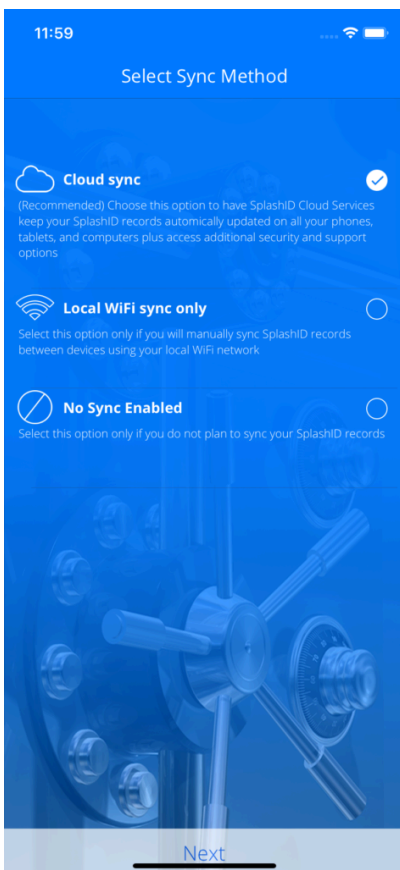 11:59
Select Sync Method
Cloud sync
(Recommended) Choose this option to have SplashID Cloud Services
keep your SplashID records automically updated on all your phones,
tablets, and computers plus access additional security and support
options
Local WiFi sync only
Select this option only if you will manually sync SplashID records
between devices using your local WiFi network
No Sync Enabled
Select this option only if you do not plan to sync your SplashID records
Next